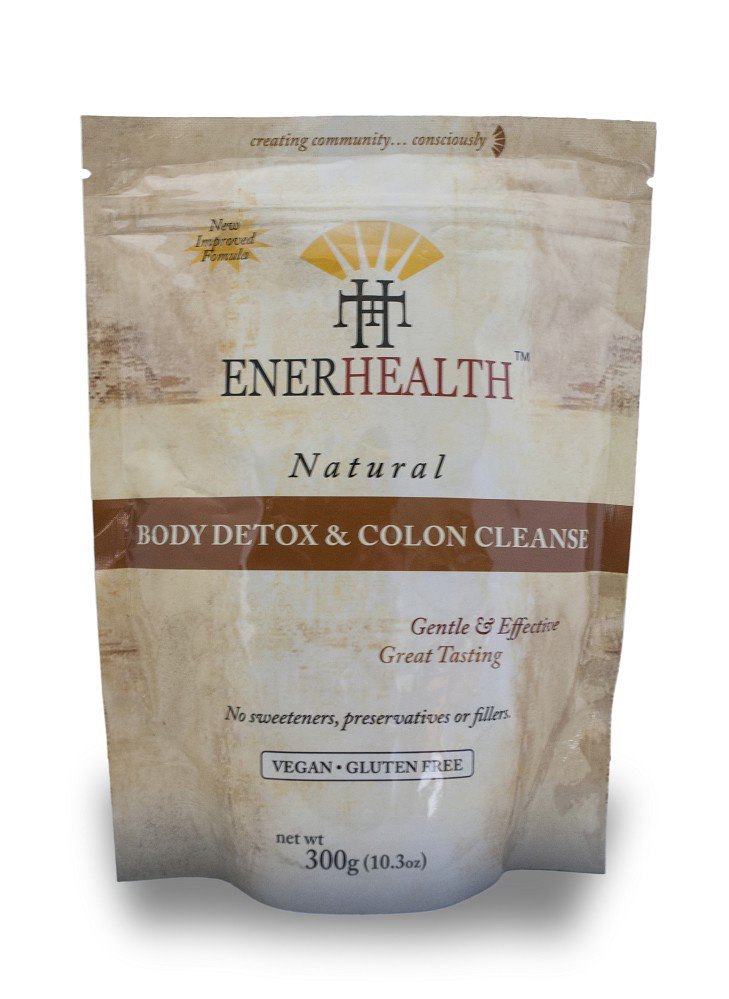 creating community... consciously
New
Improved
Fomula
ENERHEALTH™
Natural
BODY DETOX & COLON CLEANSE
Gentle & Effective
Great Tasting
No sweeteners, preservatives or fillers.
VEGAN • GLUTEN FREE
net wt
300g (10.3oz)